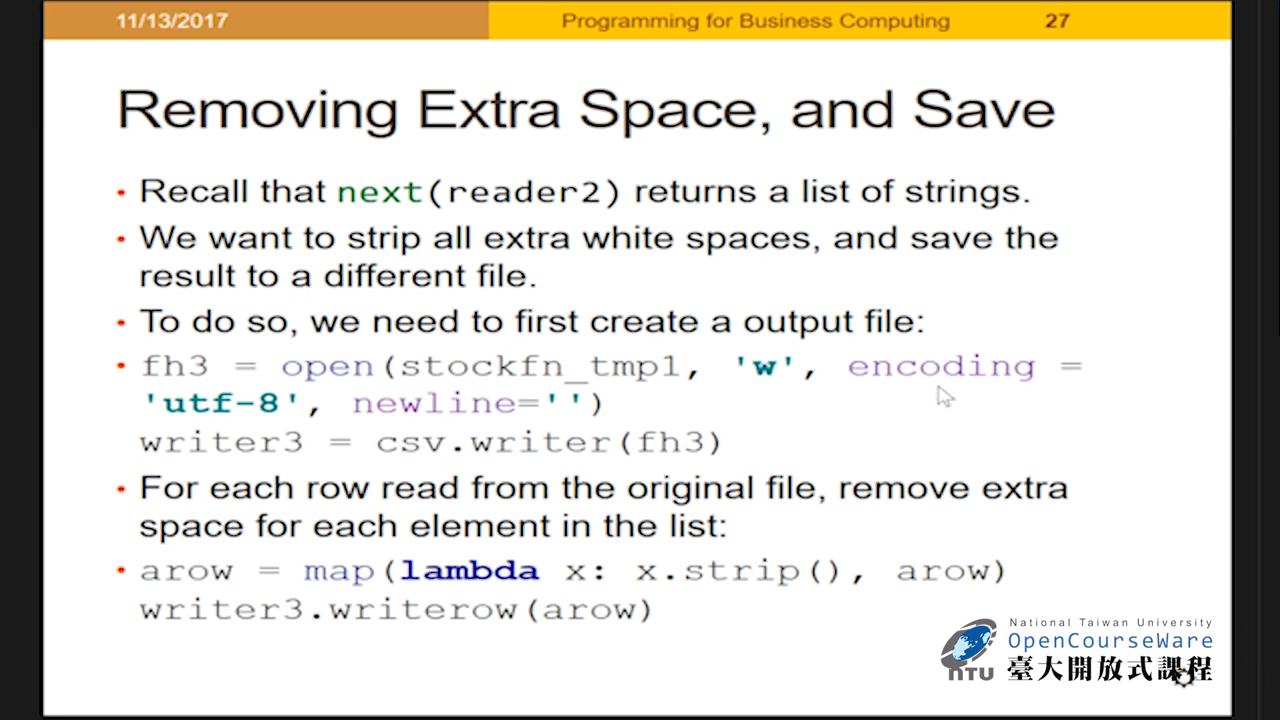 11/13/2017 Programming for Business Computing 27
Removing Extra Space, and Save
• Recall that next(reader2) returns a list of strings.
• We want to strip all extra white spaces, and save the
result to a different file.
• To do so, we need to first create a output file:
• fh3 = open(stockfn_tmp1, 'w', encoding =
'utf-8', newline='')
writer3 = csv.writer(fh3)
• For each row read from the original file, remove extra
space for each element in the list:
• arow = map(lambda x: x.strip(), arow)
writer3.writerow(arow)
National Taiwan University
OpenCourseWare
NTU 臺大開放式課程